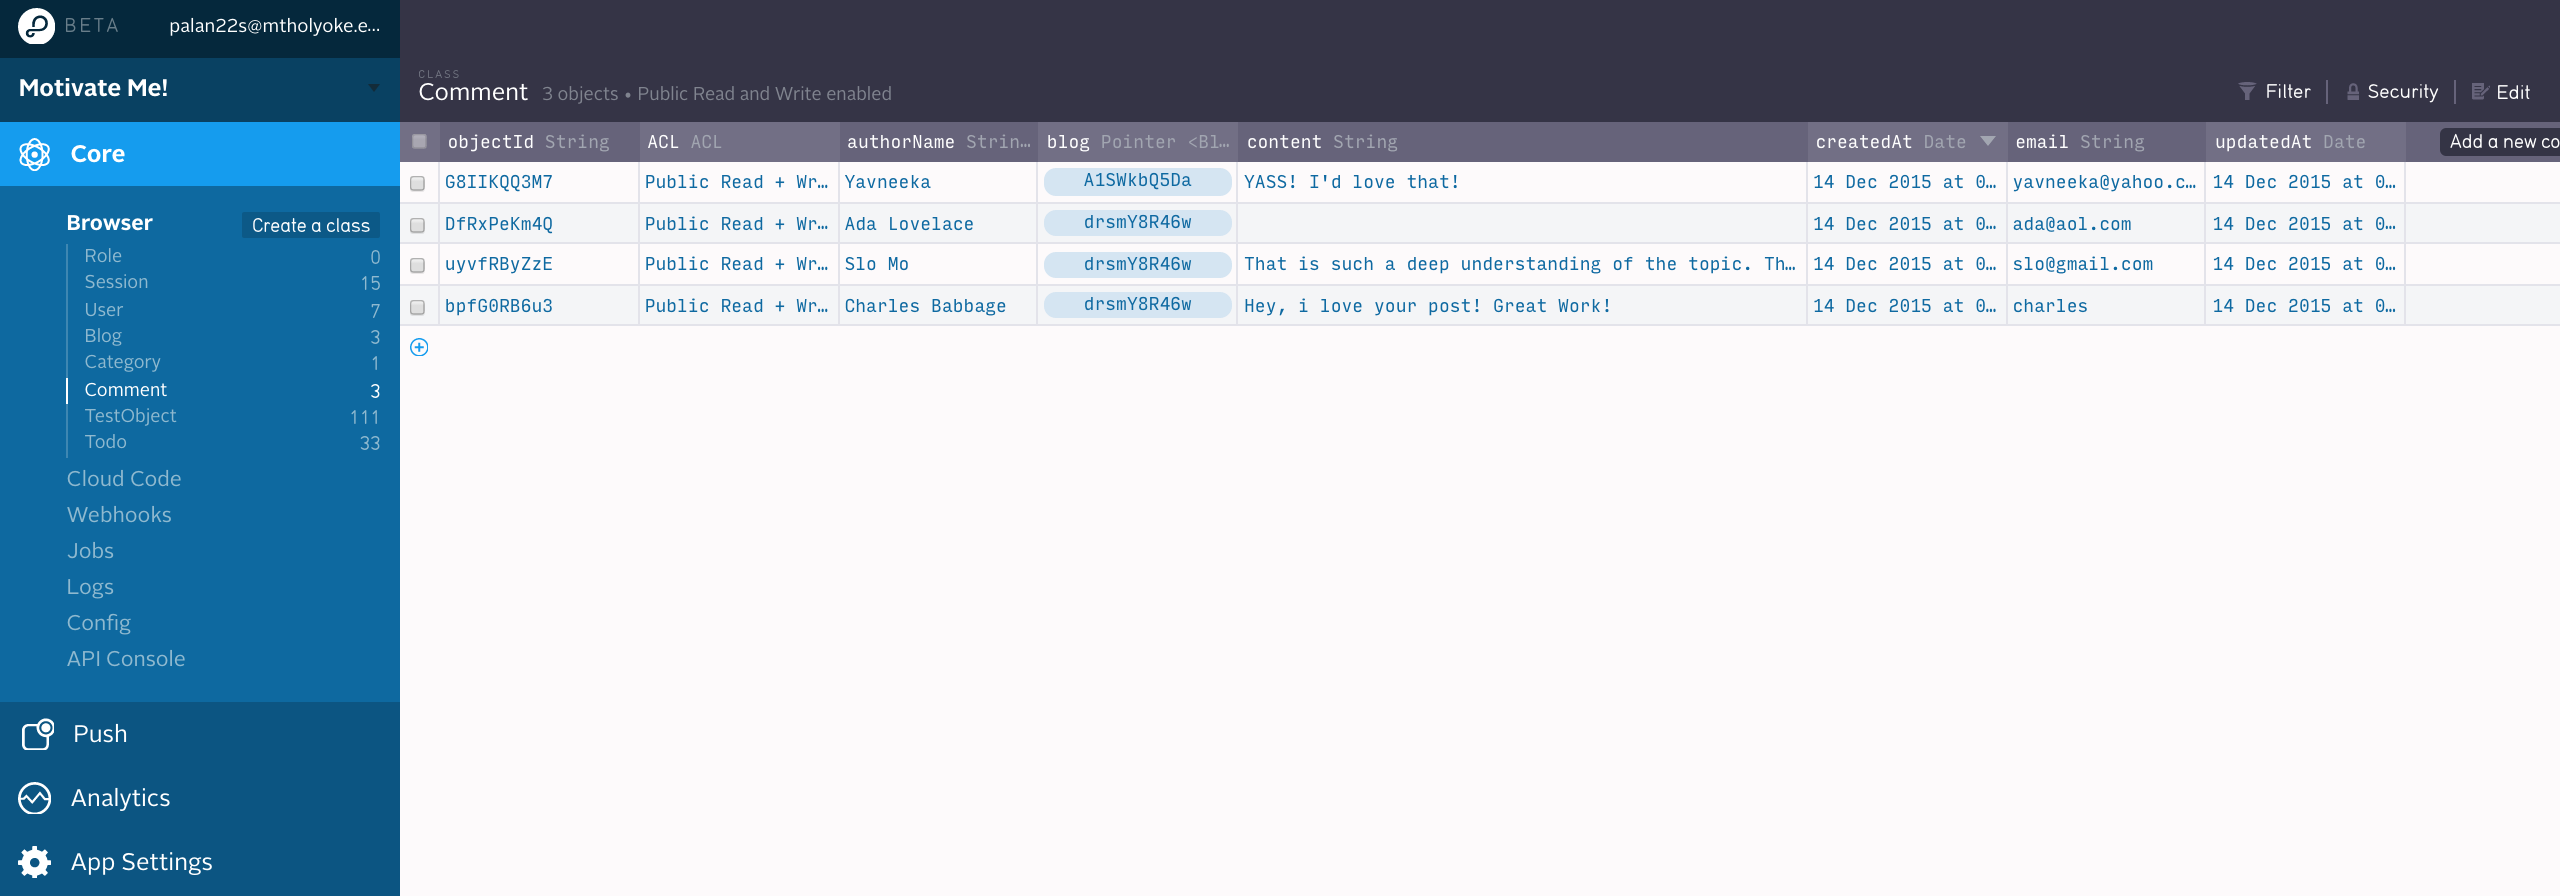 BETA palan22s@mtholyoke.e...
Motivate Me!
Core
Browser Create a class
Role 0
Session 15
User 7
Blog 3
Category 1
Comment 3
TestObject 111
Todo 33
Cloud Code
Webhooks
Jobs
Logs
Config
API Console
Push
Analytics
App Settings
CLASS
Comment 3 objects • Public Read and Write enabled
Filter Security Edit
objectId String ACL ACL authorName Strin… blog Pointer <Bl… content String createdAt Date email String updatedAt Date Add a new co
G8IIKQQ3M7 Public Read + Wr… Yavneeka A1SWkbQ5Da YASS! I'd love that! 14 Dec 2015 at 0… yavneeka@yahoo.c… 14 Dec 2015 at 0…
DfRxPeKm4Q Public Read + Wr… Ada Lovelace drsmY8R46w 14 Dec 2015 at 0… ada@aol.com 14 Dec 2015 at 0…
uyvfRByZzE Public Read + Wr… Slo Mo drsmY8R46w That is such a deep understanding of the topic. Th… 14 Dec 2015 at 0… slo@gmail.com 14 Dec 2015 at 0…
bpfG0RB6u3 Public Read + Wr… Charles Babbage drsmY8R46w Hey, i love your post! Great Work! 14 Dec 2015 at 0… charles 14 Dec 2015 at 0…